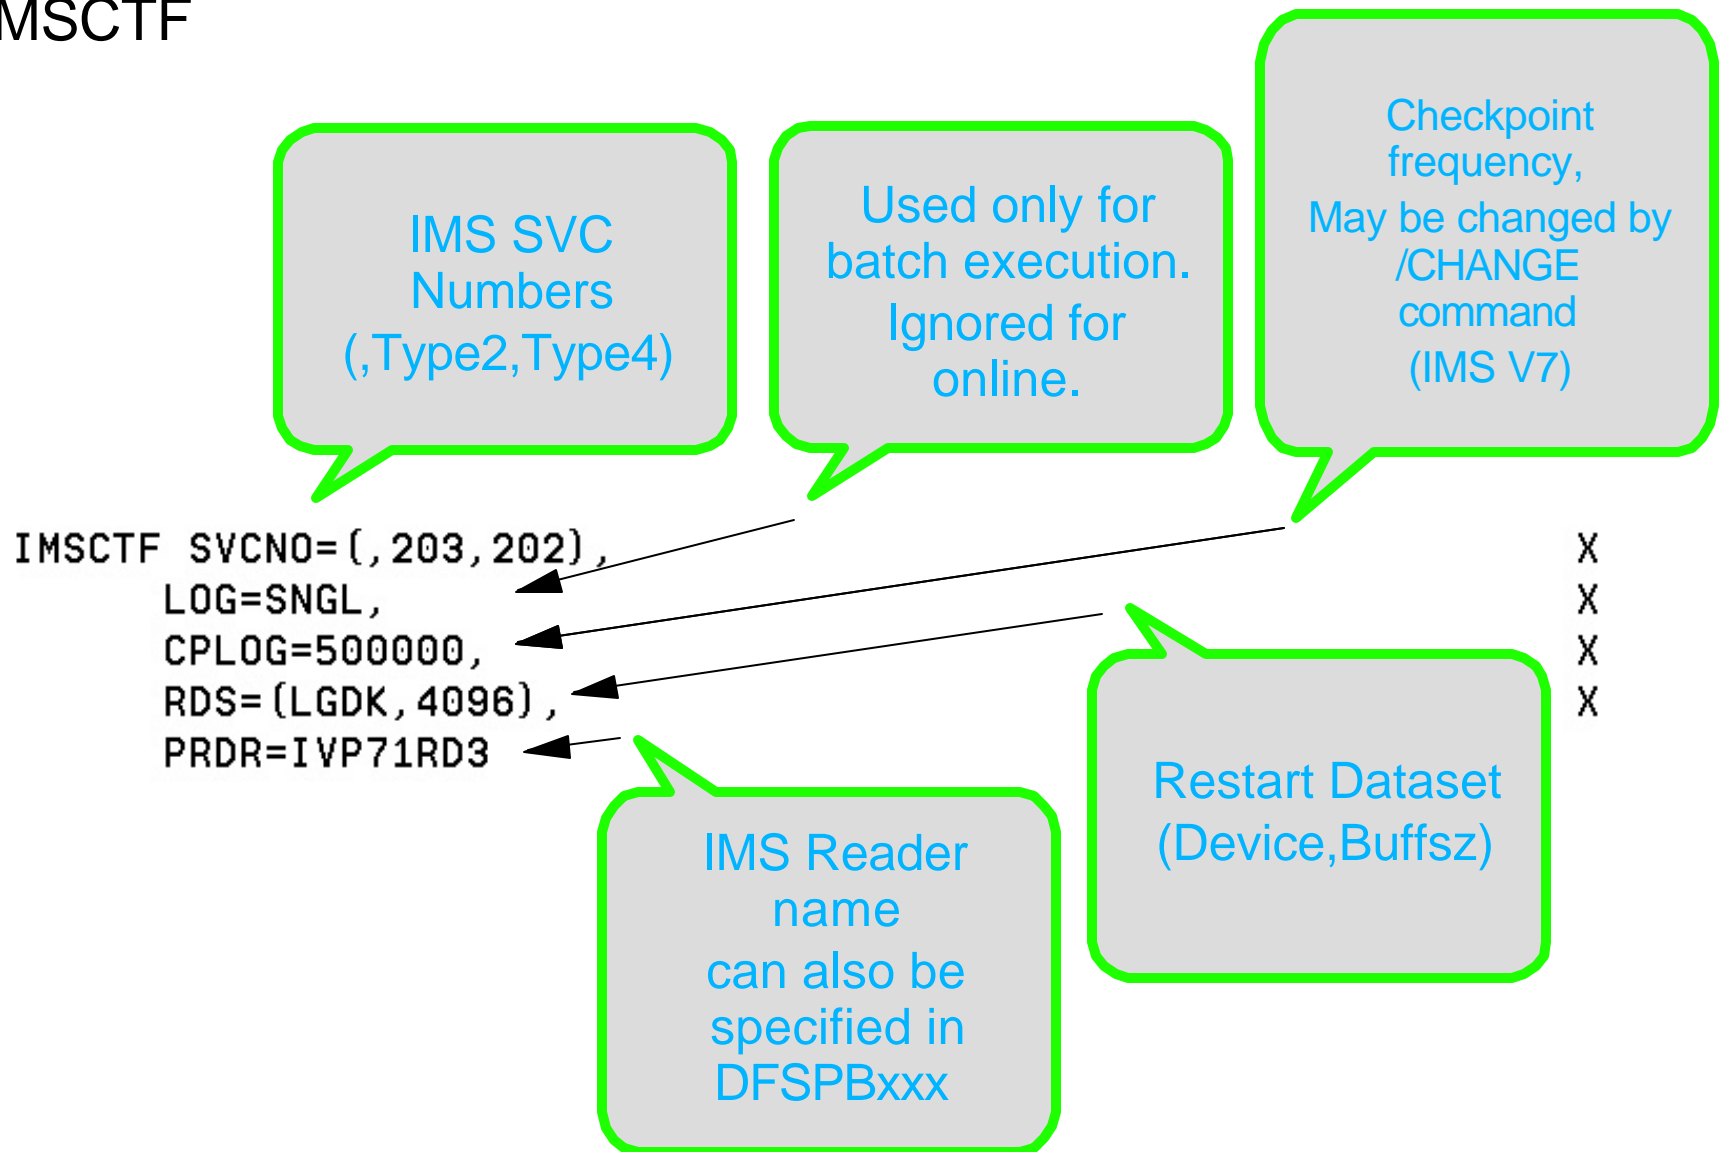 MSCTF
IMS SVC
Numbers
(,Type2,Type4)
Used only for
batch execution.
Ignored for
online.
Checkpoint
frequency,
May be changed by
/CHANGE
command
(IMS V7)
IMSCTF SVCNO=(,203,202), X
LOG=SNGL, X
CPLOG=500000, X
RDS=(LGDK,4096), X
PRDR=IVP71RD3
Restart Dataset
(Device,Buffsz)
IMS Reader
name
can also be
specified in
DFSPBxxx